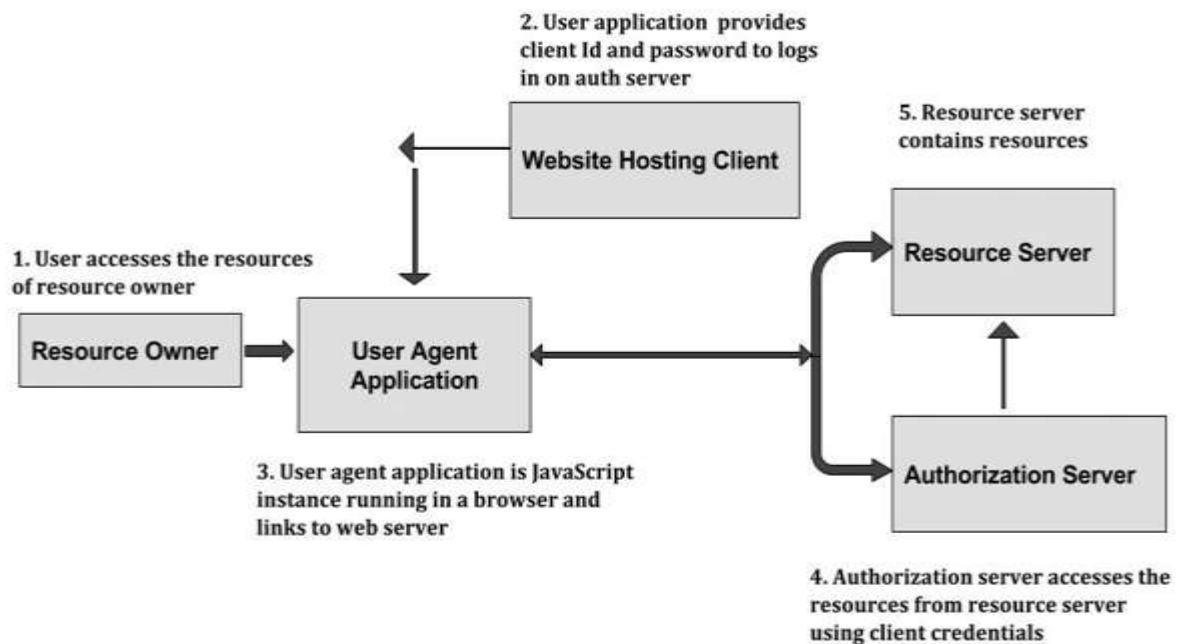 2. User application provides
client Id and password to logs
in on auth server
Website Hosting Client
5. Resource server
contains resources
Resource Server
1. User accesses the resources
of resource owner
Resource Owner
User Agent
Application
3. User agent application is JavaScript
instance running in a browser and
links to web server
Authorization Server
4. Authorization server accesses the
resources from resource server
using client credentials